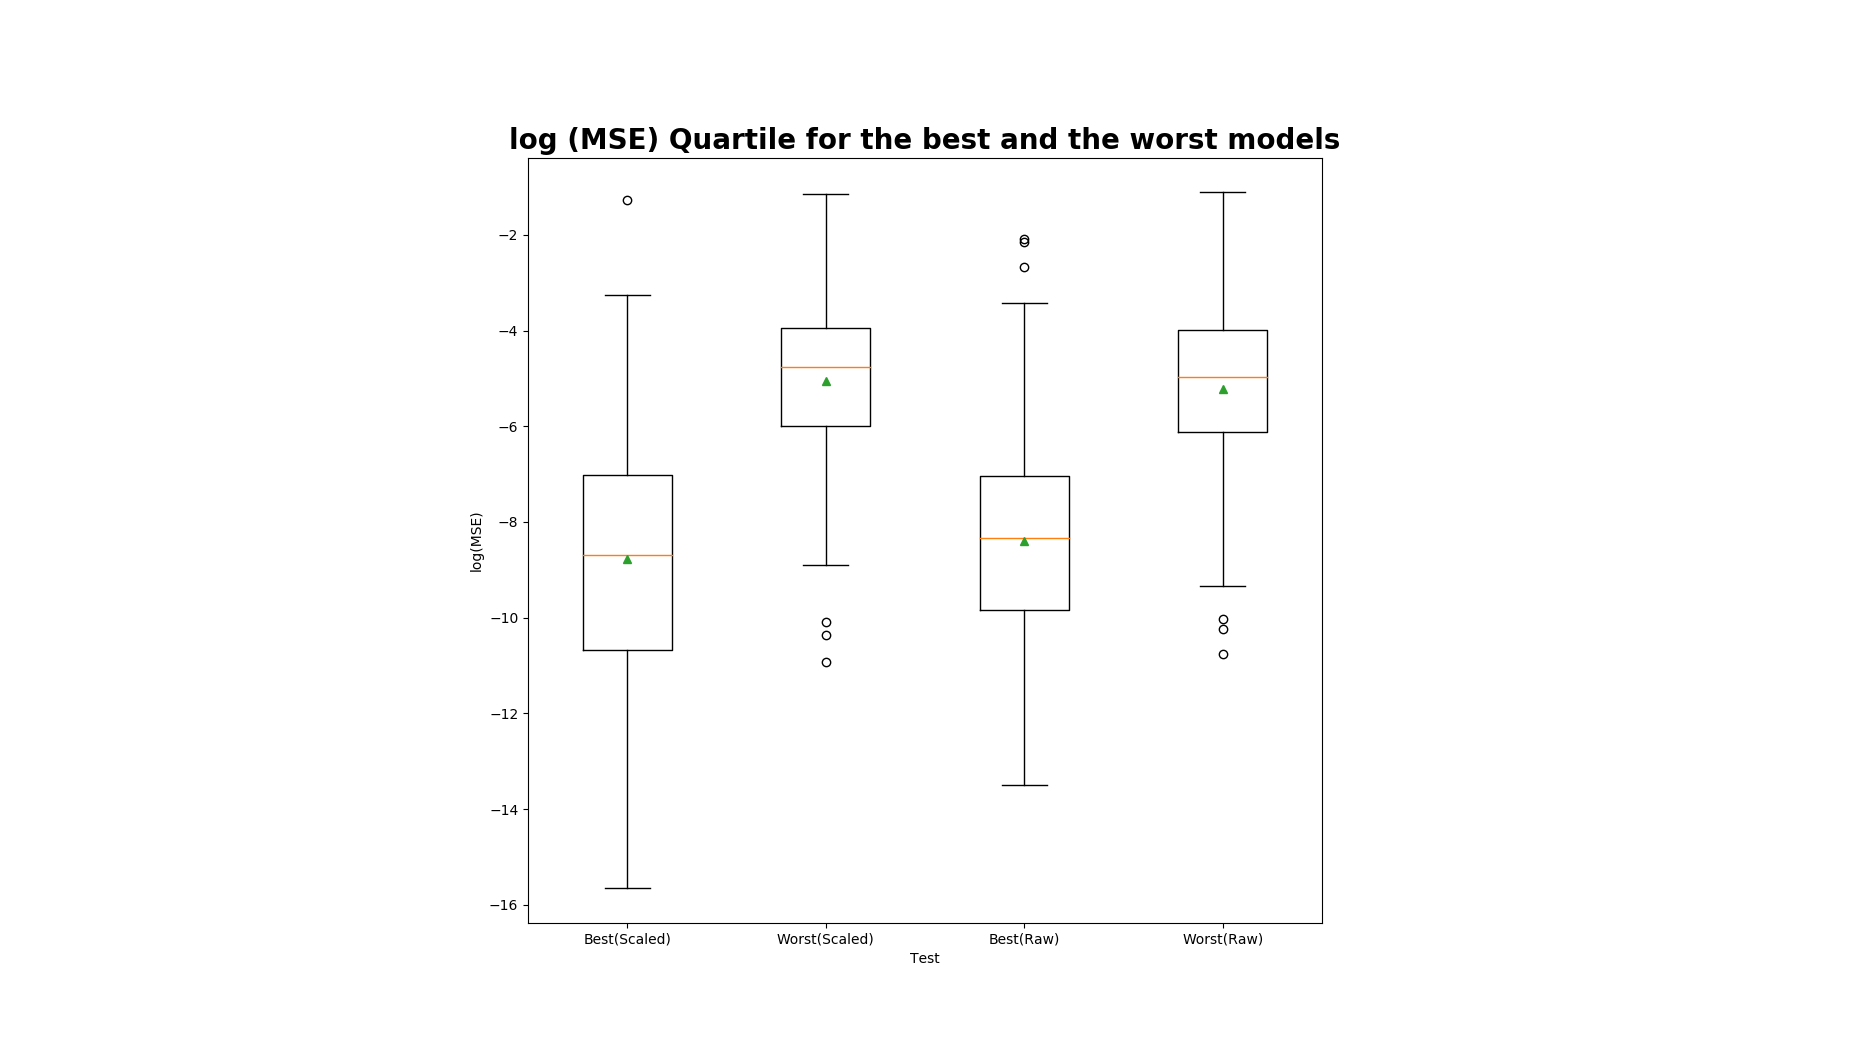 log (MSE) Quartile for the best and the worst models
log(MSE)
−2
−4
−6
−8
−10
−12
−14
−16
Best(Scaled)
Worst(Scaled)
Best(Raw)
Worst(Raw)
Test